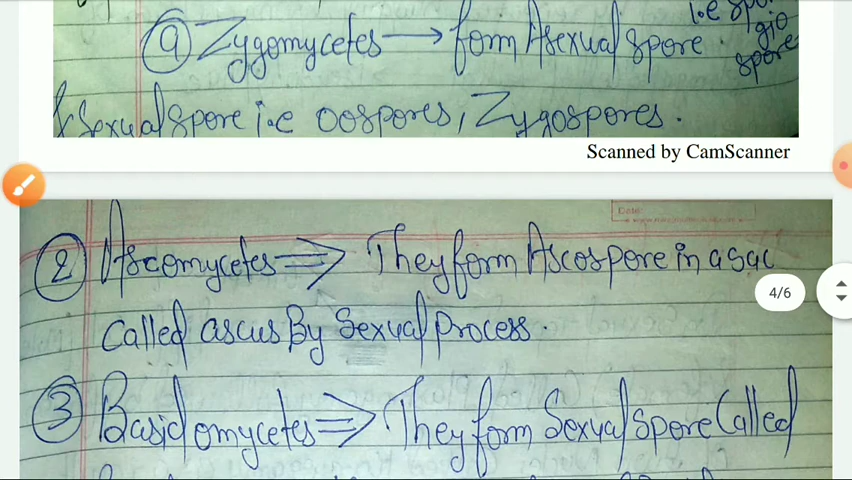 i.e spo
gio
spore
9 Zygomycetes → form Asexual spore
& Sexual spore i.e oospores, Zygospores.
Scanned by CamScanner
Date
2 Ascomycetes ⇒ They form Ascospore in a sac
4/6
Called ascus By Sexual Process.
3 Basidomycetes ⇒ They form Sexual Spore Called